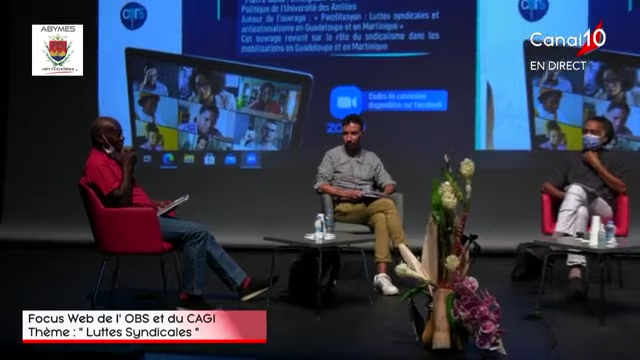 ABYMES
Canal10
EN DIRECT
Politique de l'Université des Antilles
Autour de l'ouvrage : « Pwofitasyon : Luttes syndicales et
anticolonialisme en Guadeloupe et en Martinique »
Cet ouvrage revient sur le rôle du syndicalisme dans les
mobilisations en Guadeloupe et en Martinique
Codes de connexion
disponibles sur Facebook
Canal10
Focus Web de l' OBS et du CAGI
Thème : " Luttes Syndicales "